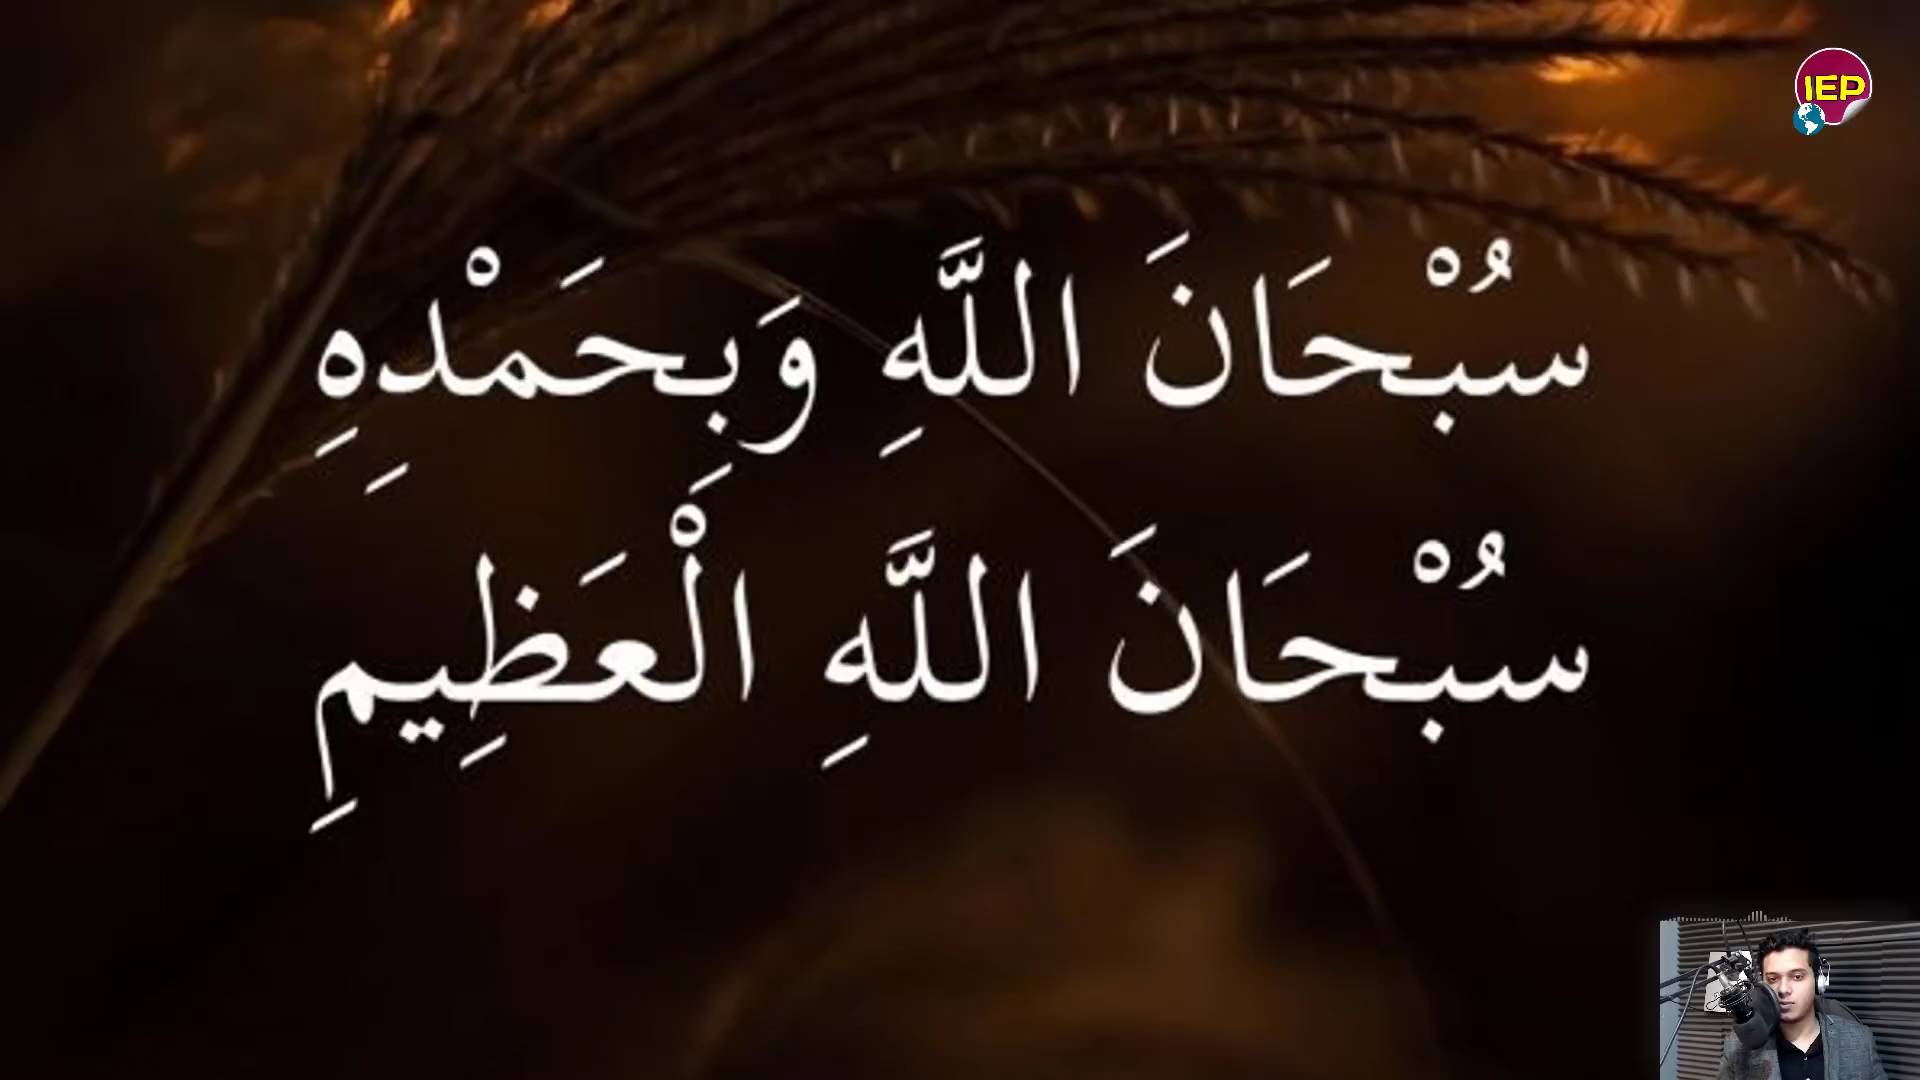 IEP
سُبْحَانَ اللَّهِ وَبِحَمْدِهِ
سُبْحَانَ اللَّهِ الْعَظِيمِ